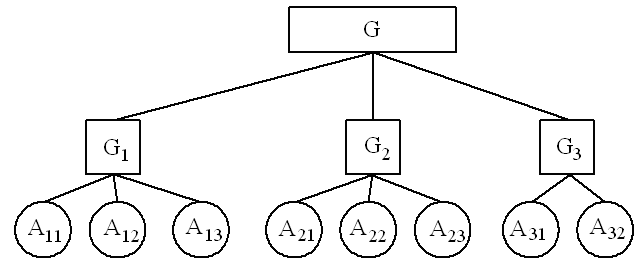 G
G₁ G₂ G₃
A₁₁ A₁₂ A₁₃ A₂₁ A₂₂ A₂₃ A₃₁ A₃₂